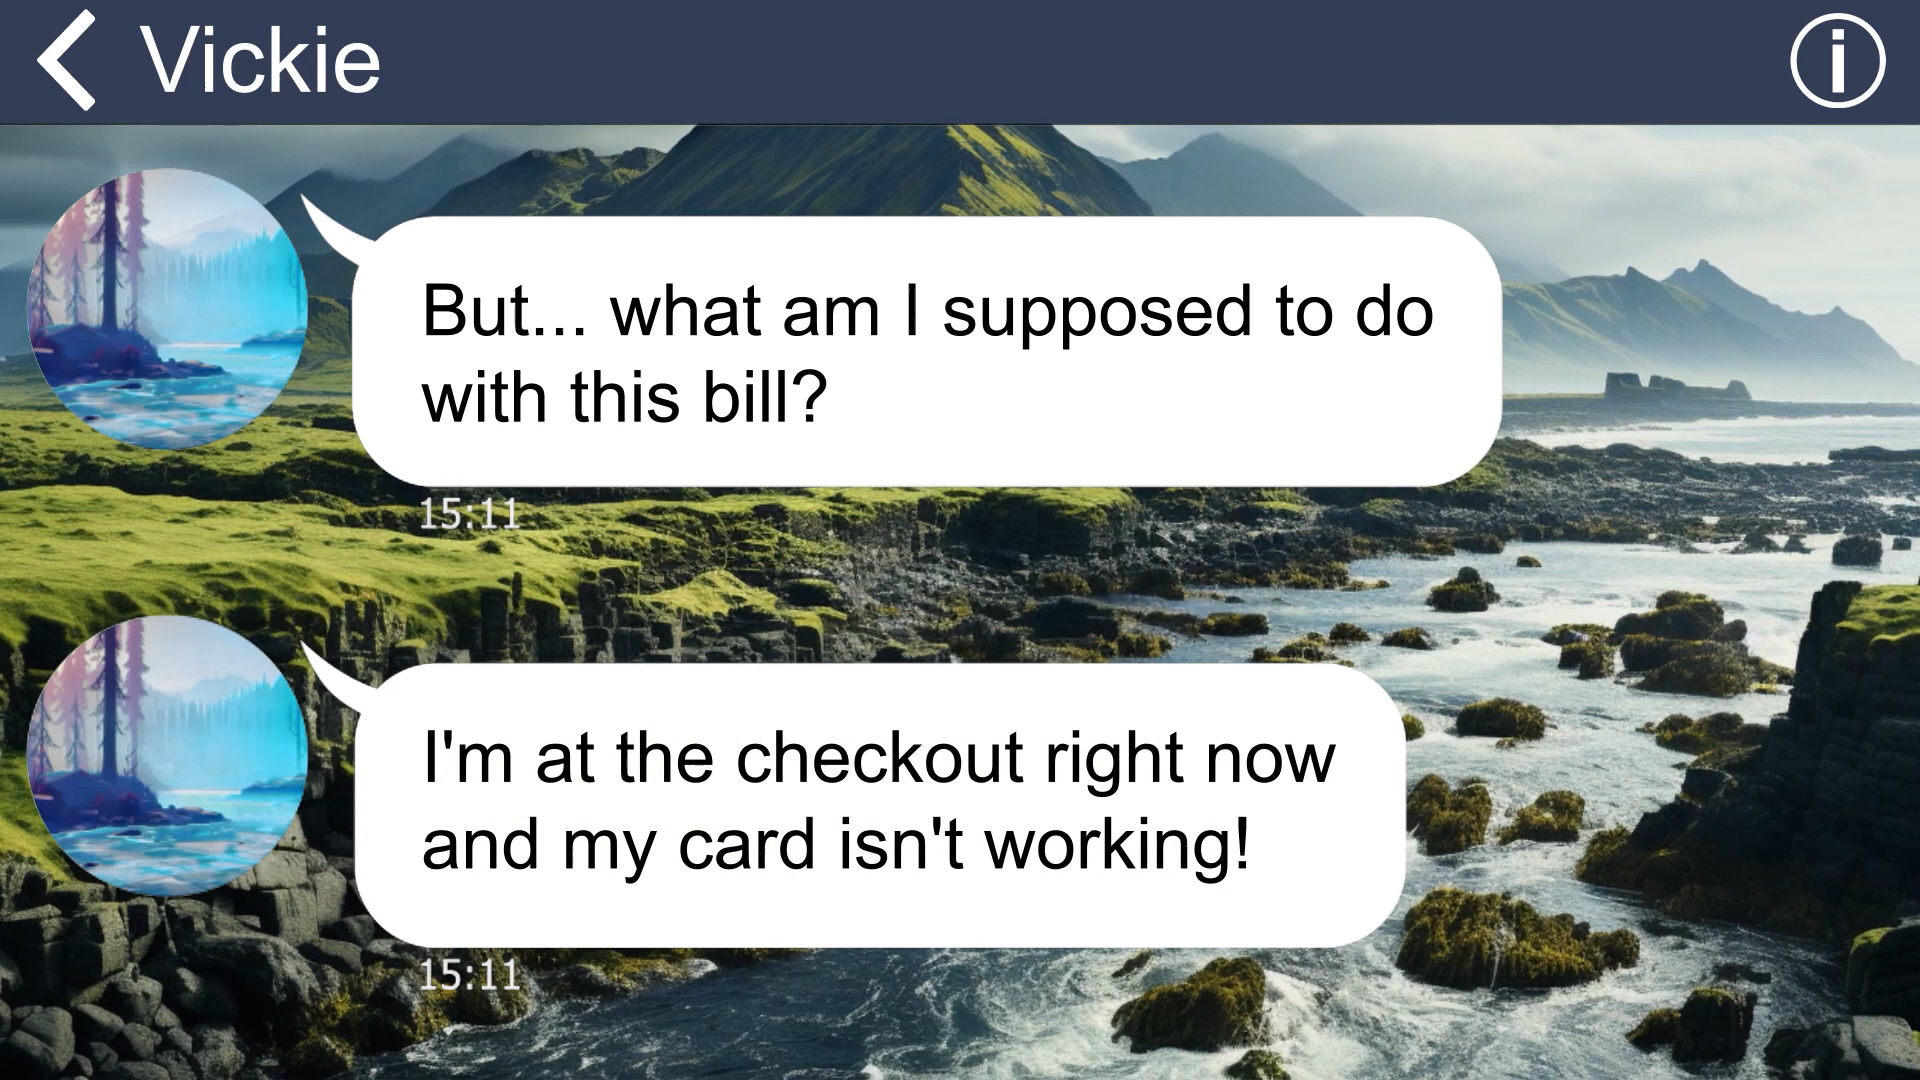 Vickie
But... what am I supposed to do
with this bill?
15:11
I'm at the checkout right now
and my card isn't working!
15:11